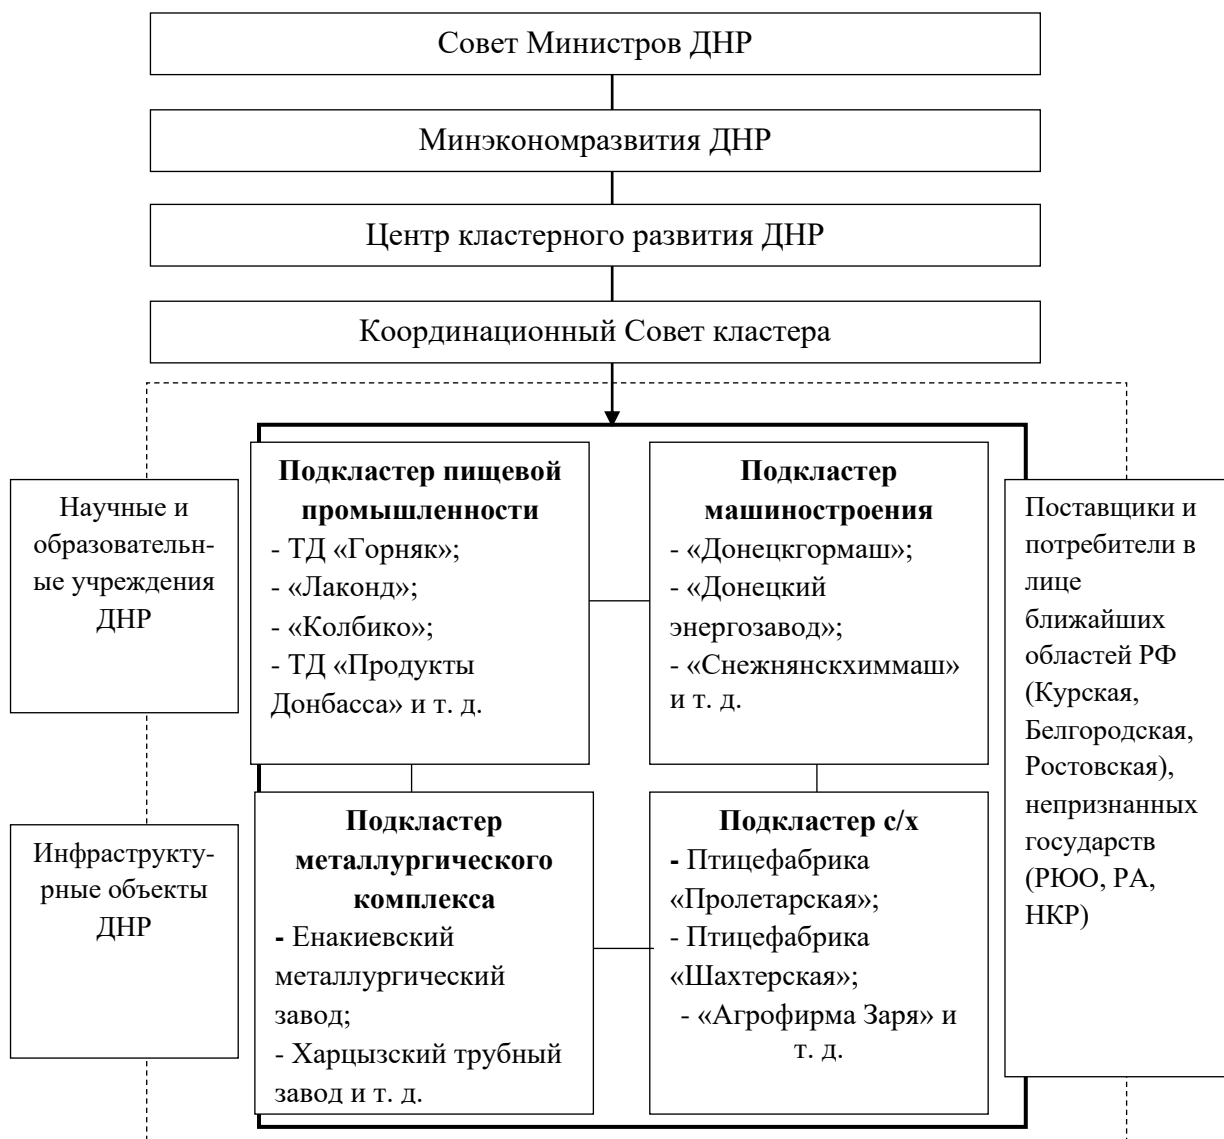 Совет Министров ДНР
Минэкономразвития ДНР
Центр кластерного развития ДНР
Координационный Совет кластера
Научные и
образовательн-
ые учреждения
ДНР
Инфраструкту-
рные объекты
ДНР
Подкластер пищевой
промышленности
- ТД «Горняк»;
- «Лаконд»;
- «Колбико»;
- ТД «Продукты
Донбасса» и т. д.
Подкластер
машиностроения
- «Донецкгормаш»;
- «Донецкий
энергозавод»;
- «Снежнянскхиммаш»
и т. д.
Подкластер
металлургического
комплекса
- Енакиевский
металлургический
завод;
- Харцызский трубный
завод и т. д.
Подкластер с/х
- Птицефабрика
«Пролетарская»;
- Птицефабрика
«Шахтерская»;
- «Агрофирма Заря» и
т. д.
Поставщики и
потребители в
лице
ближайших
областей РФ
(Курская,
Белгородская,
Ростовская),
непризнанных
государств
(РЮО, РА,
НКР)